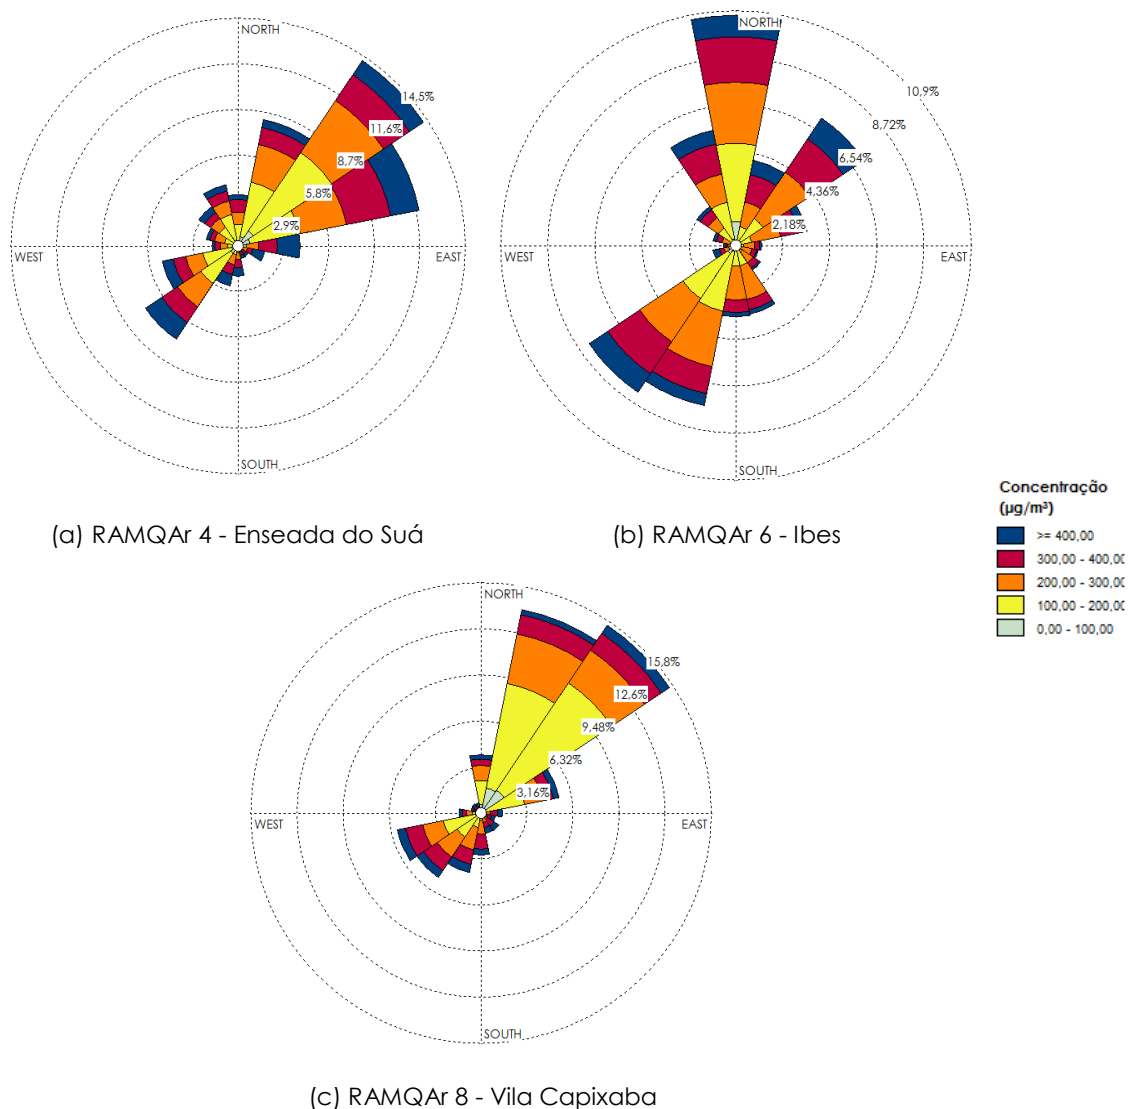 NORTH
14,5%
11,6%
8,7%
5,8%
2,9%
WEST
EAST
SOUTH
(a) RAMQAr 4 - Enseada do Suá
NORTH
10,9%
8,72%
6,54%
4,36%
2,18%
WEST
EAST
SOUTH
(b) RAMQAr 6 - Ibes
Concentração
(µg/m³)
>= 400,00
300,00 - 400,00
200,00 - 300,00
100,00 - 200,00
0,00 - 100,00
NORTH
15,8%
12,6%
9,48%
6,32%
3,16%
WEST
EAST
SOUTH
(c) RAMQAr 8 - Vila Capixaba